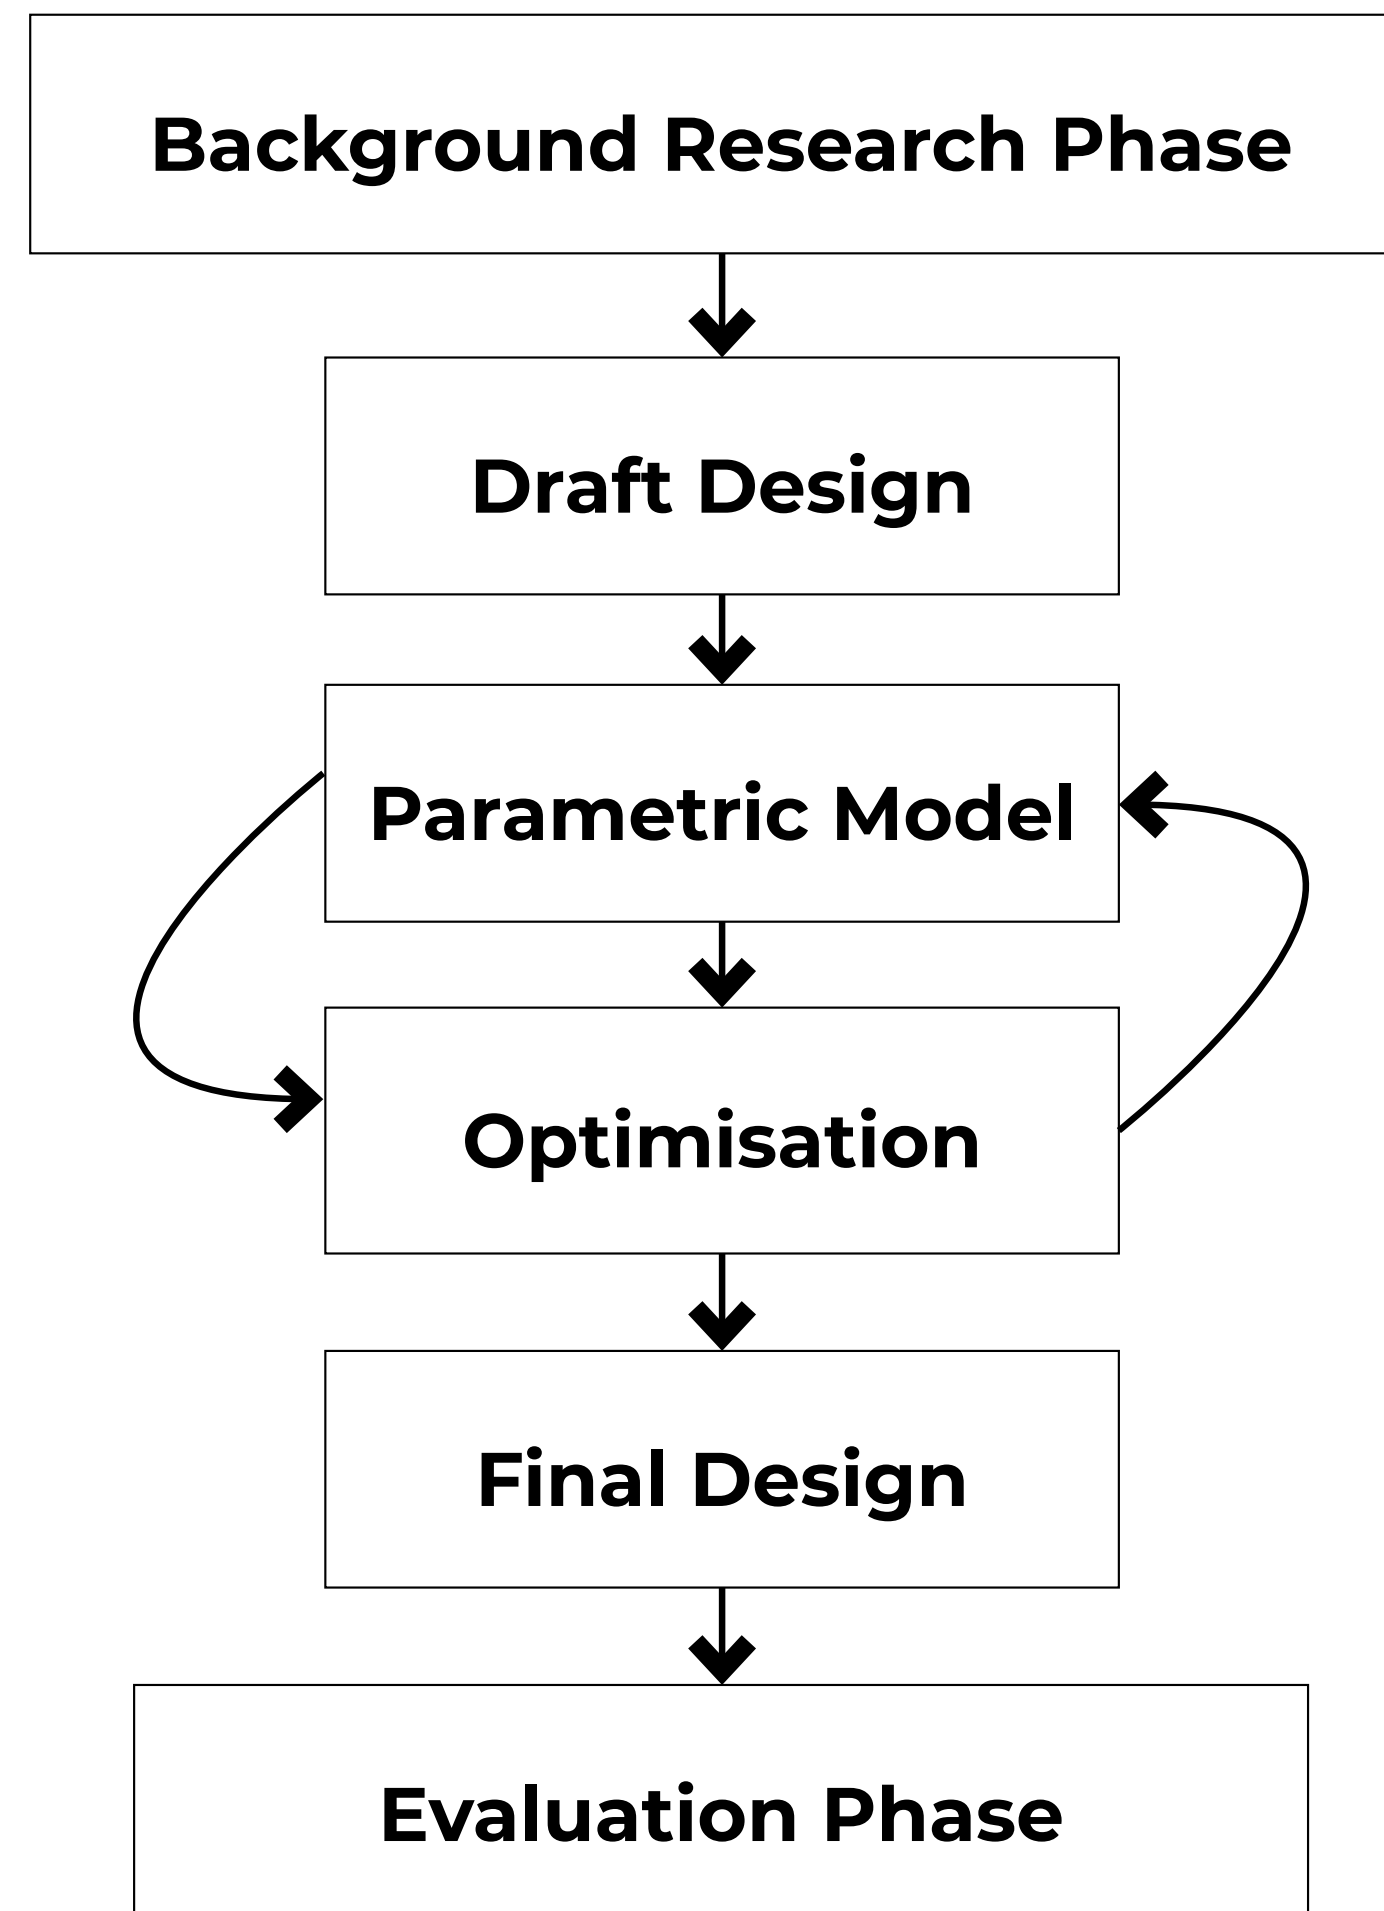 Background Research Phase
Draft Design
Parametric Model
Optimisation
Final Design
Evaluation Phase